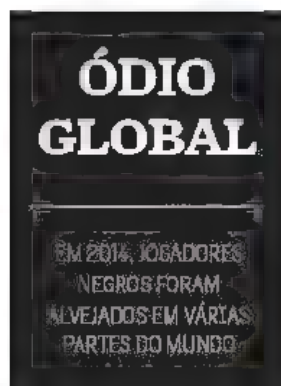 ÓDIO
GLOBAL
EM 2014, JOGADORES
NEGROS FORAM
ALVEJADOS EM VÁRIAS
PARTES DO MUNDO